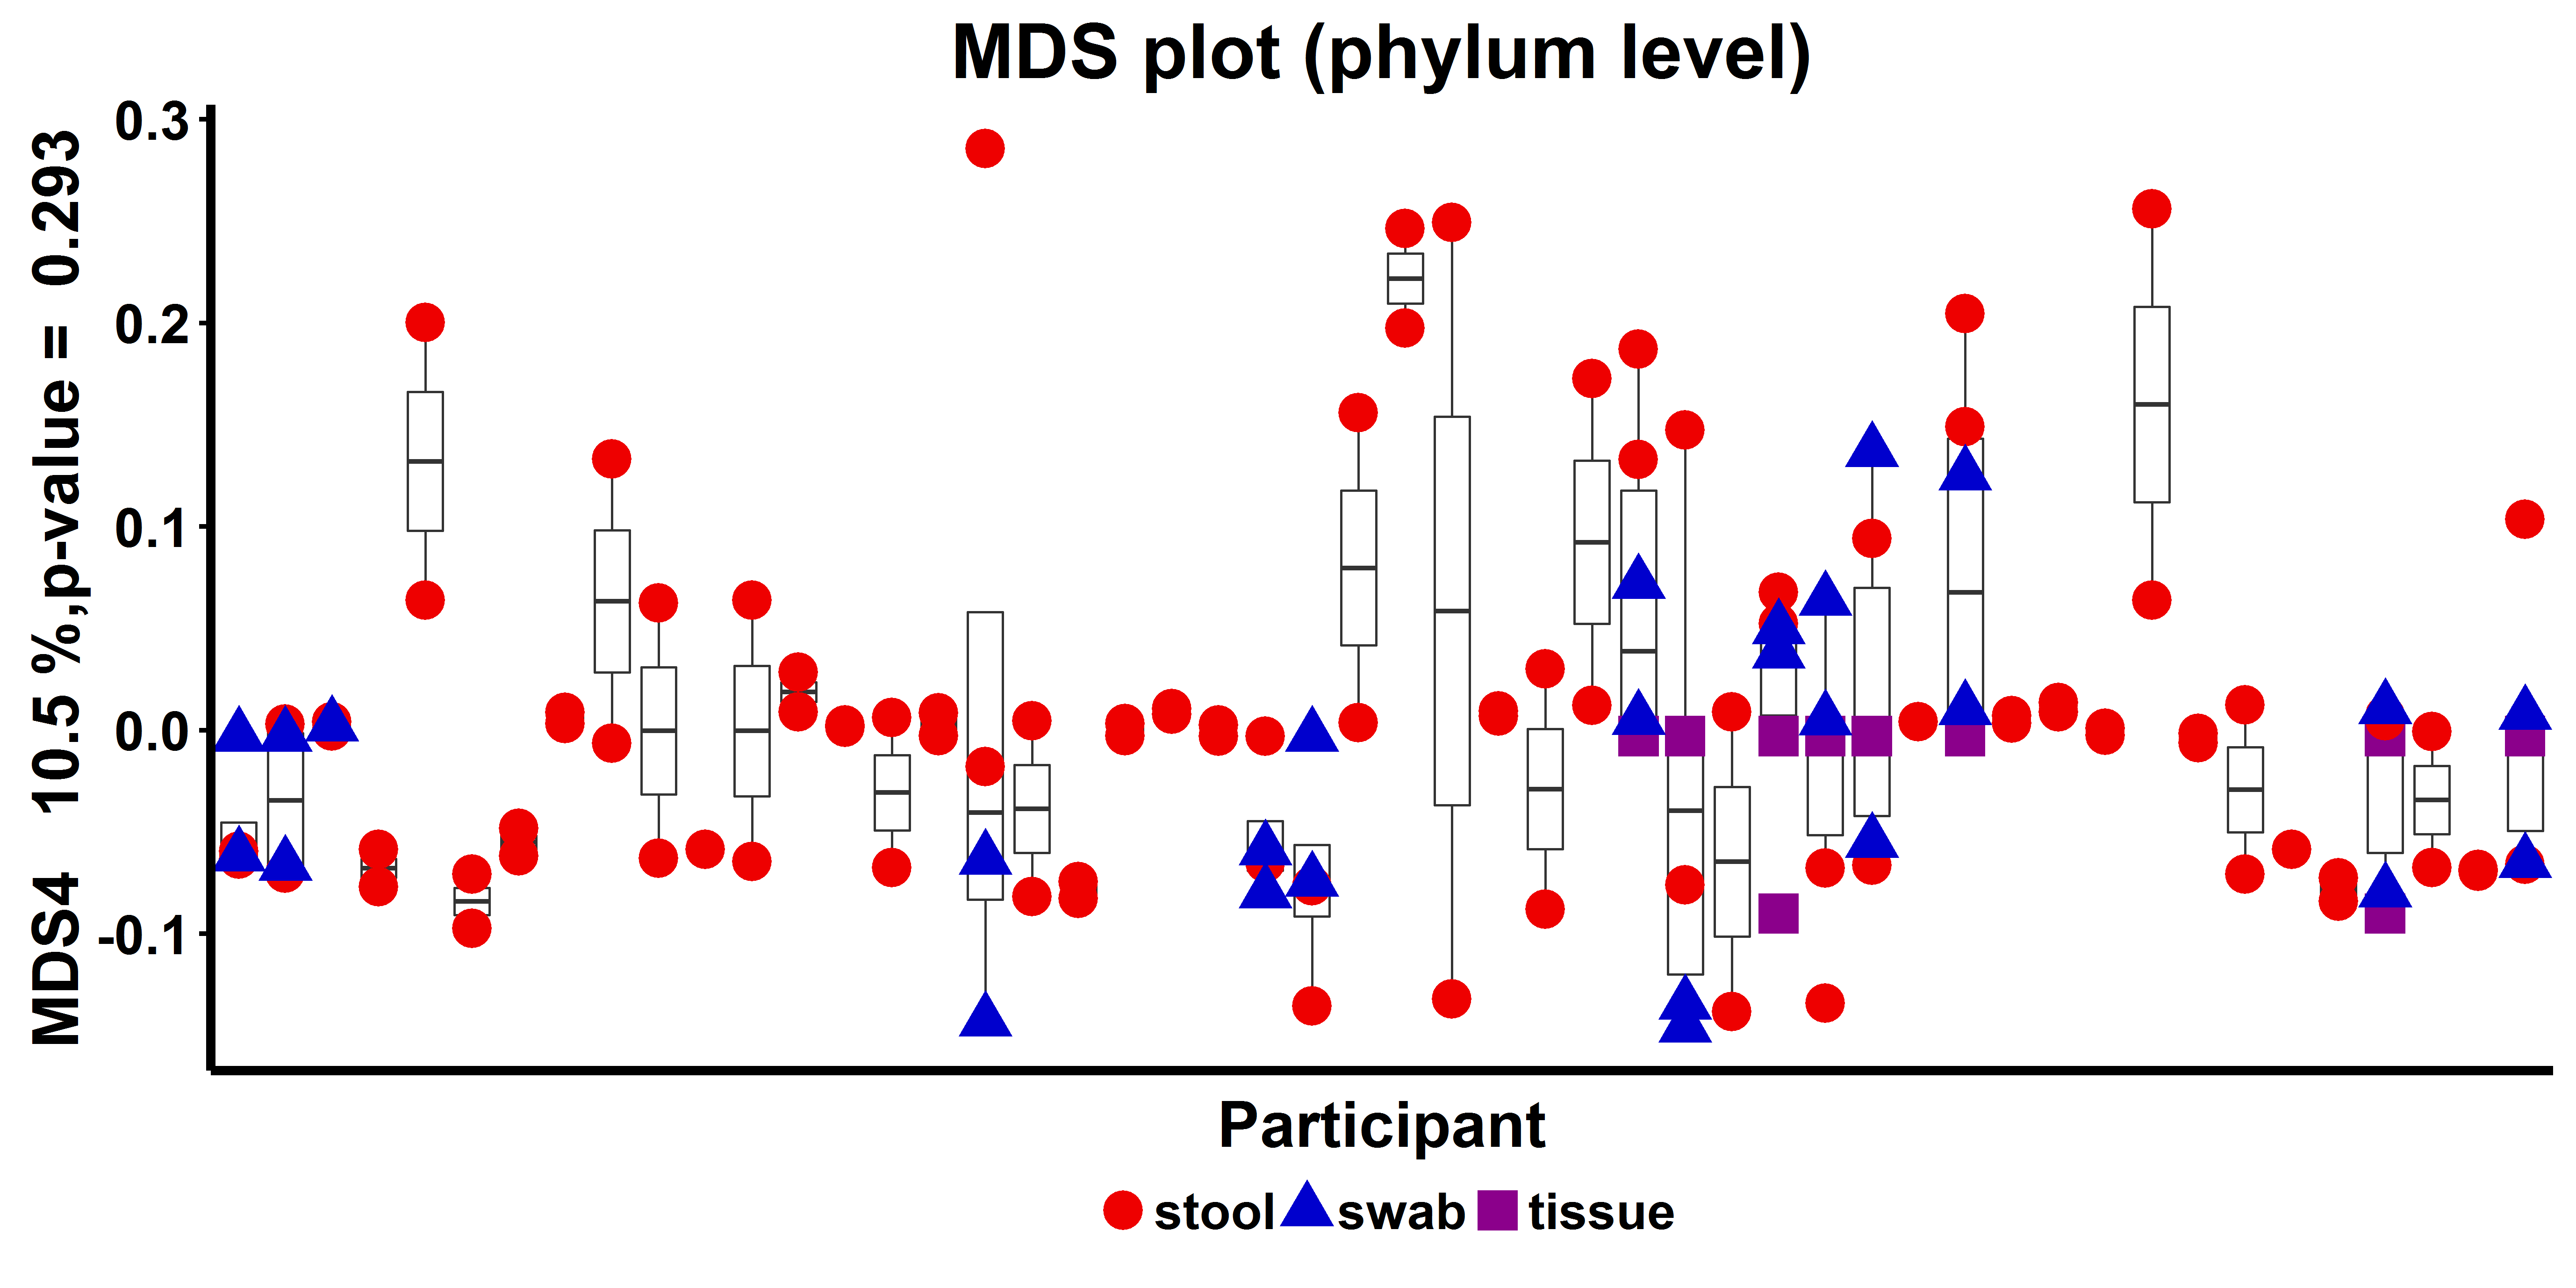 MDS plot (phylum level)
MDS4 10.5 %,p-value = 0.293
0.3
0.2
0.1
0.0
-0.1
Participant
stool swab tissue